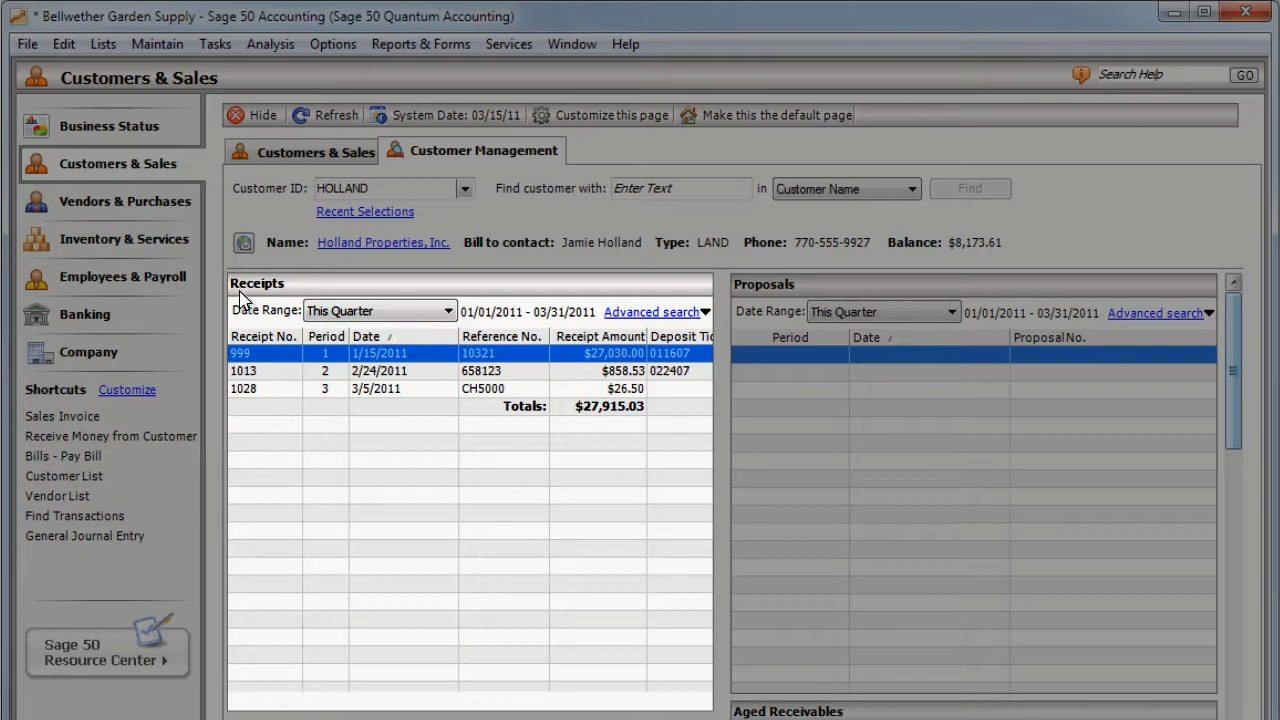 * Bellwether Garden Supply - Sage 50 Accounting (Sage 50 Quantum Accounting)
File Edit Lists Maintain Tasks Analysis Options Reports & Forms Services Window Help
Customers & Sales
Search Help GO
Business Status
Customers & Sales
Vendors & Purchases
Inventory & Services
Employees & Payroll
Banking
Company
Shortcuts Customize
Sales Invoice
Receive Money from Customer
Bills - Pay Bill
Customer List
Vendor List
Find Transactions
General Journal Entry
Sage 50
Resource Center
Hide Refresh System Date: 03/15/11 Customize this page Make this the default page
Customers & Sales Customer Management
Customer ID: HOLLAND Find customer with: Enter Text in Customer Name Find
Recent Selections
Name: Holland Properties, Inc. Bill to contact: Jamie Holland Type: LAND Phone: 770-555-9927 Balance: $8,173.61
Receipts
Date Range: This Quarter 01/01/2011 - 03/31/2011 Advanced search
Receipt No. Period Date Reference No. Receipt Amount Deposit Tic
999 1 1/15/2011 10321 $27,030.00 011607
1013 2 2/24/2011 658123 $858.53 022407
1028 3 3/5/2011 CH5000 $26.50
Totals: $27,915.03
Proposals
Date Range: This Quarter 01/01/2011 - 03/31/2011 Advanced search
Period Date Proposal No.
Aged Receivables